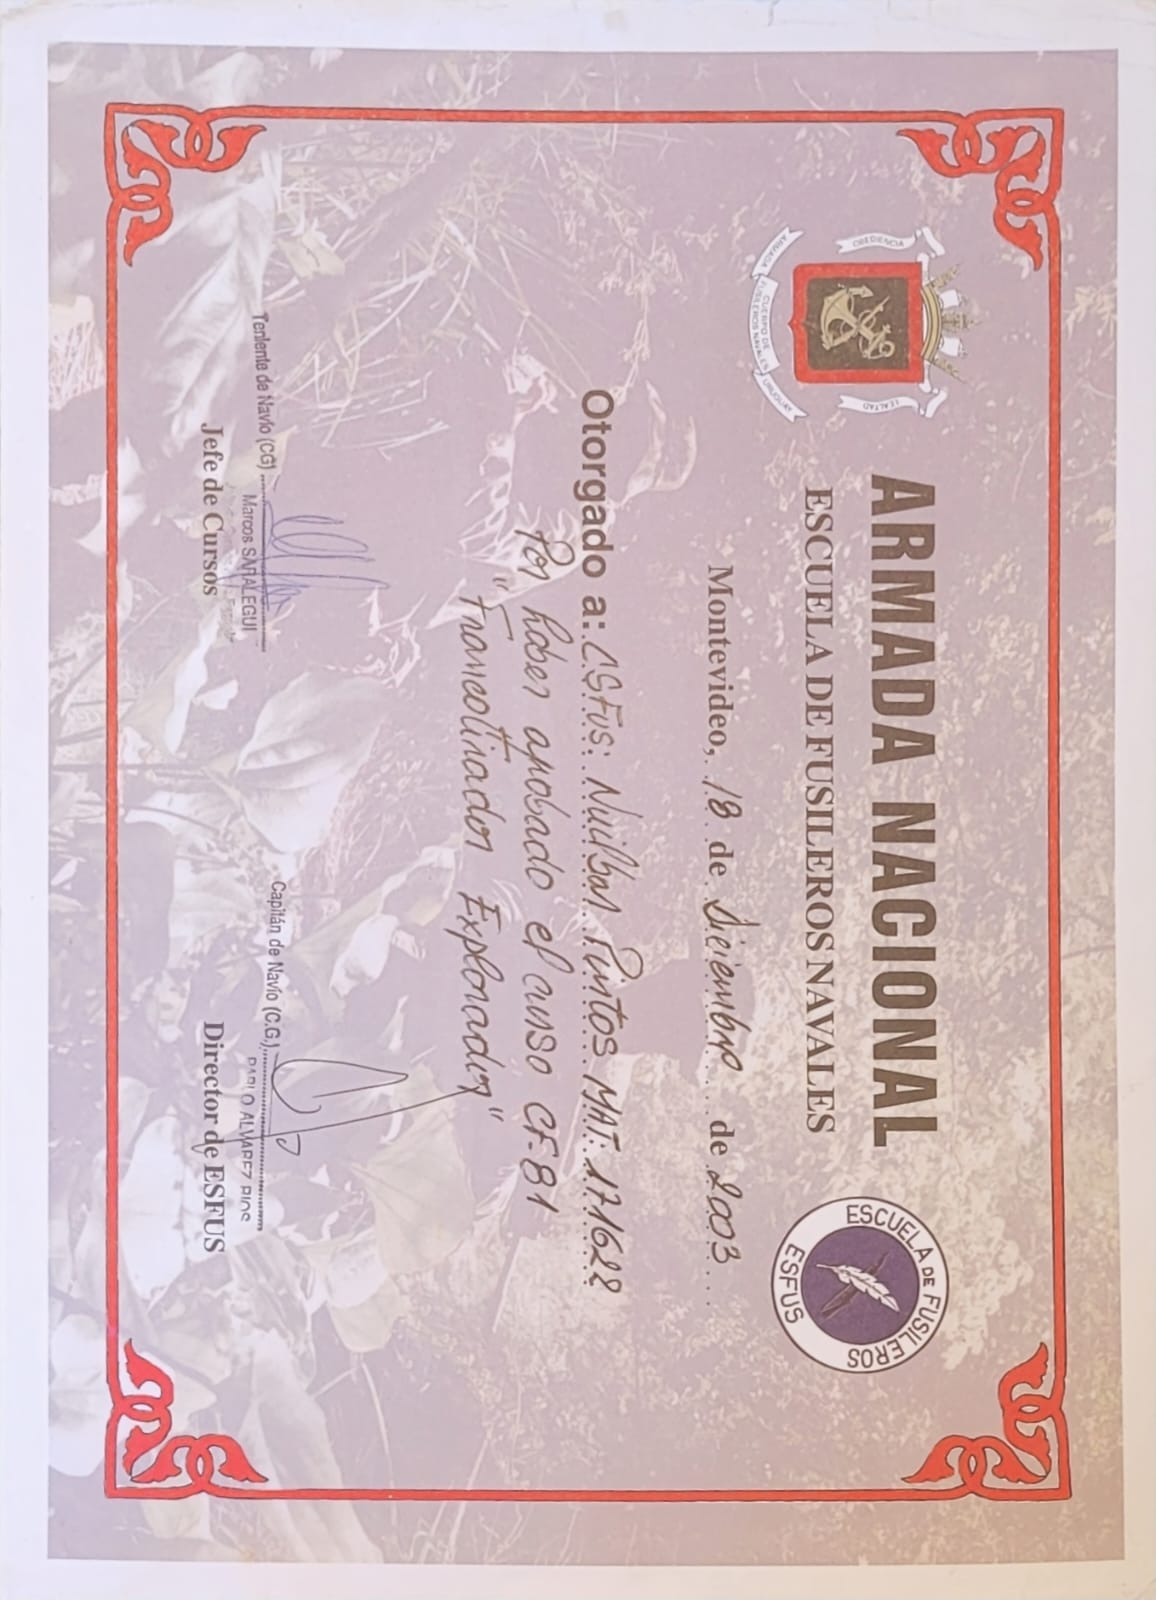 ARMADA NACIONAL
ESCUELA DE FUSILEROS NAVALES
OBEDIENCIA
LEALTAD
ARMADA
CUERPO DE
FUSILEROS NAVALES
URUGUAY
ESCUELA DE FUSILEROS
ESFUS
Montevideo, 18 de Diciembre de 2003
Otorgado a: CSFus: Nuilbar Pintos MAT: 171622
Por haber aprobado el curso CF.81
"Francotirador Explorador"
Teniente de Navío (CG)
Marcos SARALEGUI
Jefe de Cursos
Capitán de Navío (C.G.)
PABLO ALVAREZ RIOS
Director de ESFUS